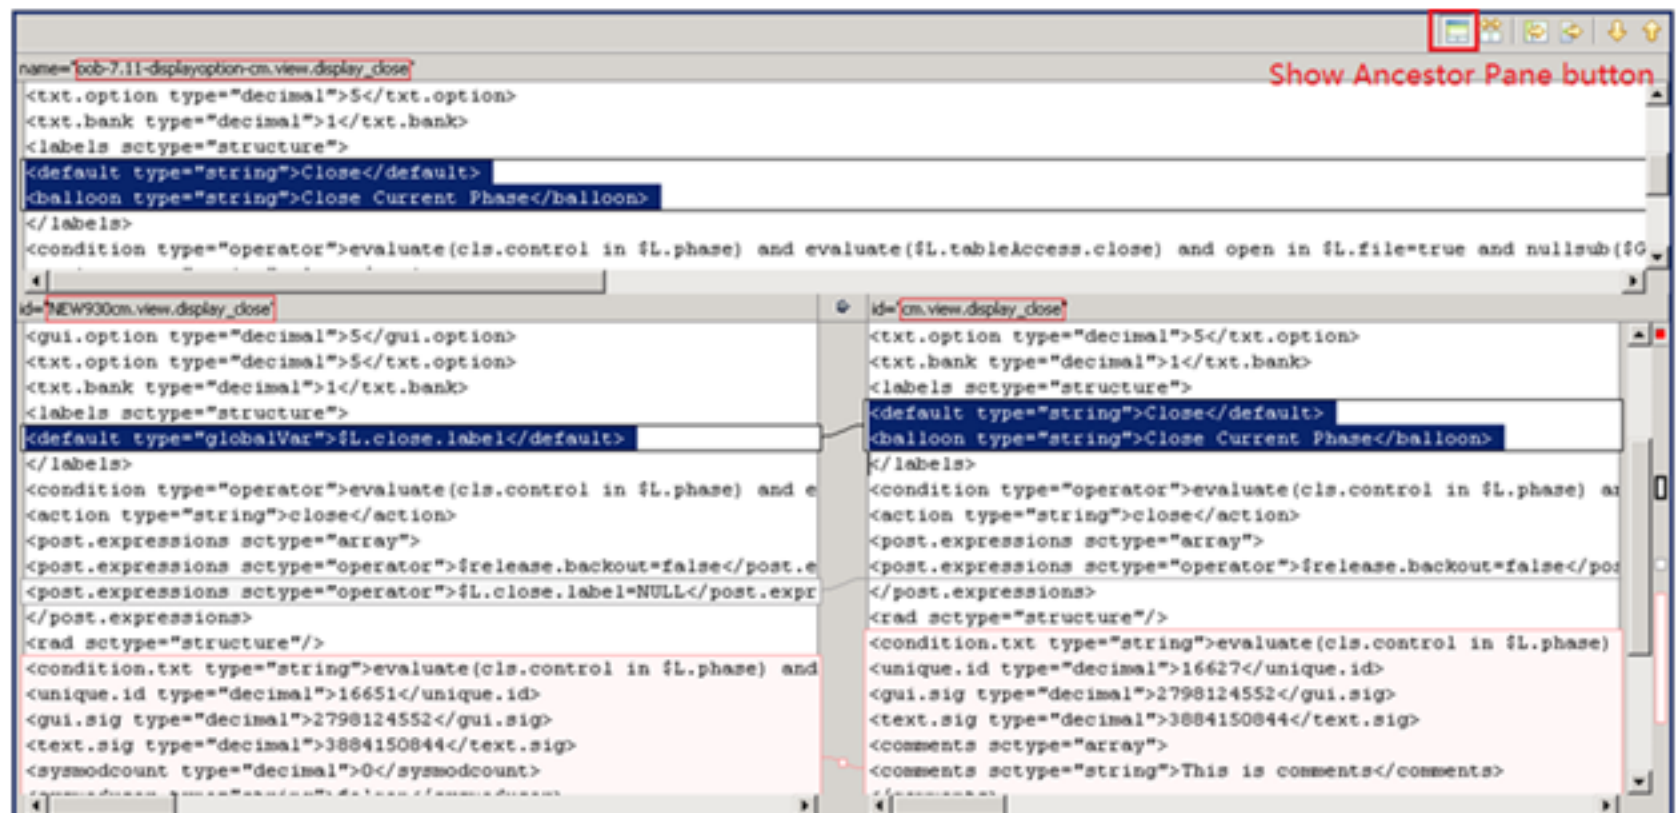 name="oob-7.11-displayoption-cm.view.display_close"
Show Ancestor Pane button
<txt.option type="decimal">5</txt.option>
<txt.bank type="decimal">1</txt.bank>
<labels sctype="structure">
<default type="string">Close</default>
<balloon type="string">Close Current Phase</balloon>
</labels>
<condition type="operator">evaluate(cls.control in $L.phase) and evaluate($L.tableAccess.close) and open in $L.file=true and nullsub($G
id="NEW930cm.view.display_close"
<gui.option type="decimal">5</gui.option>
<txt.option type="decimal">5</txt.option>
<txt.bank type="decimal">1</txt.bank>
<labels sctype="structure">
<default type="globalVar">$L.close.label</default>
</labels>
<condition type="operator">evaluate(cls.control in $L.phase) and e
<action type="string">close</action>
<post.expressions sctype="array">
<post.expressions sctype="operator">$release.backout=false</post.e
<post.expressions sctype="operator">$L.close.label=NULL</post.expr
</post.expressions>
<rad sctype="structure"/>
<condition.txt type="string">evaluate(cls.control in $L.phase) and
<unique.id type="decimal">16651</unique.id>
<gui.sig type="decimal">2798124552</gui.sig>
<text.sig type="decimal">3884150844</text.sig>
<sysmodcount type="decimal">0</sysmodcount>
id="cm.view.display_close"
<txt.option type="decimal">5</txt.option>
<txt.bank type="decimal">1</txt.bank>
<labels sctype="structure">
<default type="string">Close</default>
<balloon type="string">Close Current Phase</balloon>
</labels>
<condition type="operator">evaluate(cls.control in $L.phase) an
<action type="string">close</action>
<post.expressions sctype="array">
<post.expressions sctype="operator">$release.backout=false</pos
</post.expressions>
<rad sctype="structure"/>
<condition.txt type="string">evaluate(cls.control in $L.phase)
<unique.id type="decimal">16627</unique.id>
<gui.sig type="decimal">2798124552</gui.sig>
<text.sig type="decimal">3884150844</text.sig>
<comments sctype="array">
<comments sctype="string">This is comments</comments>